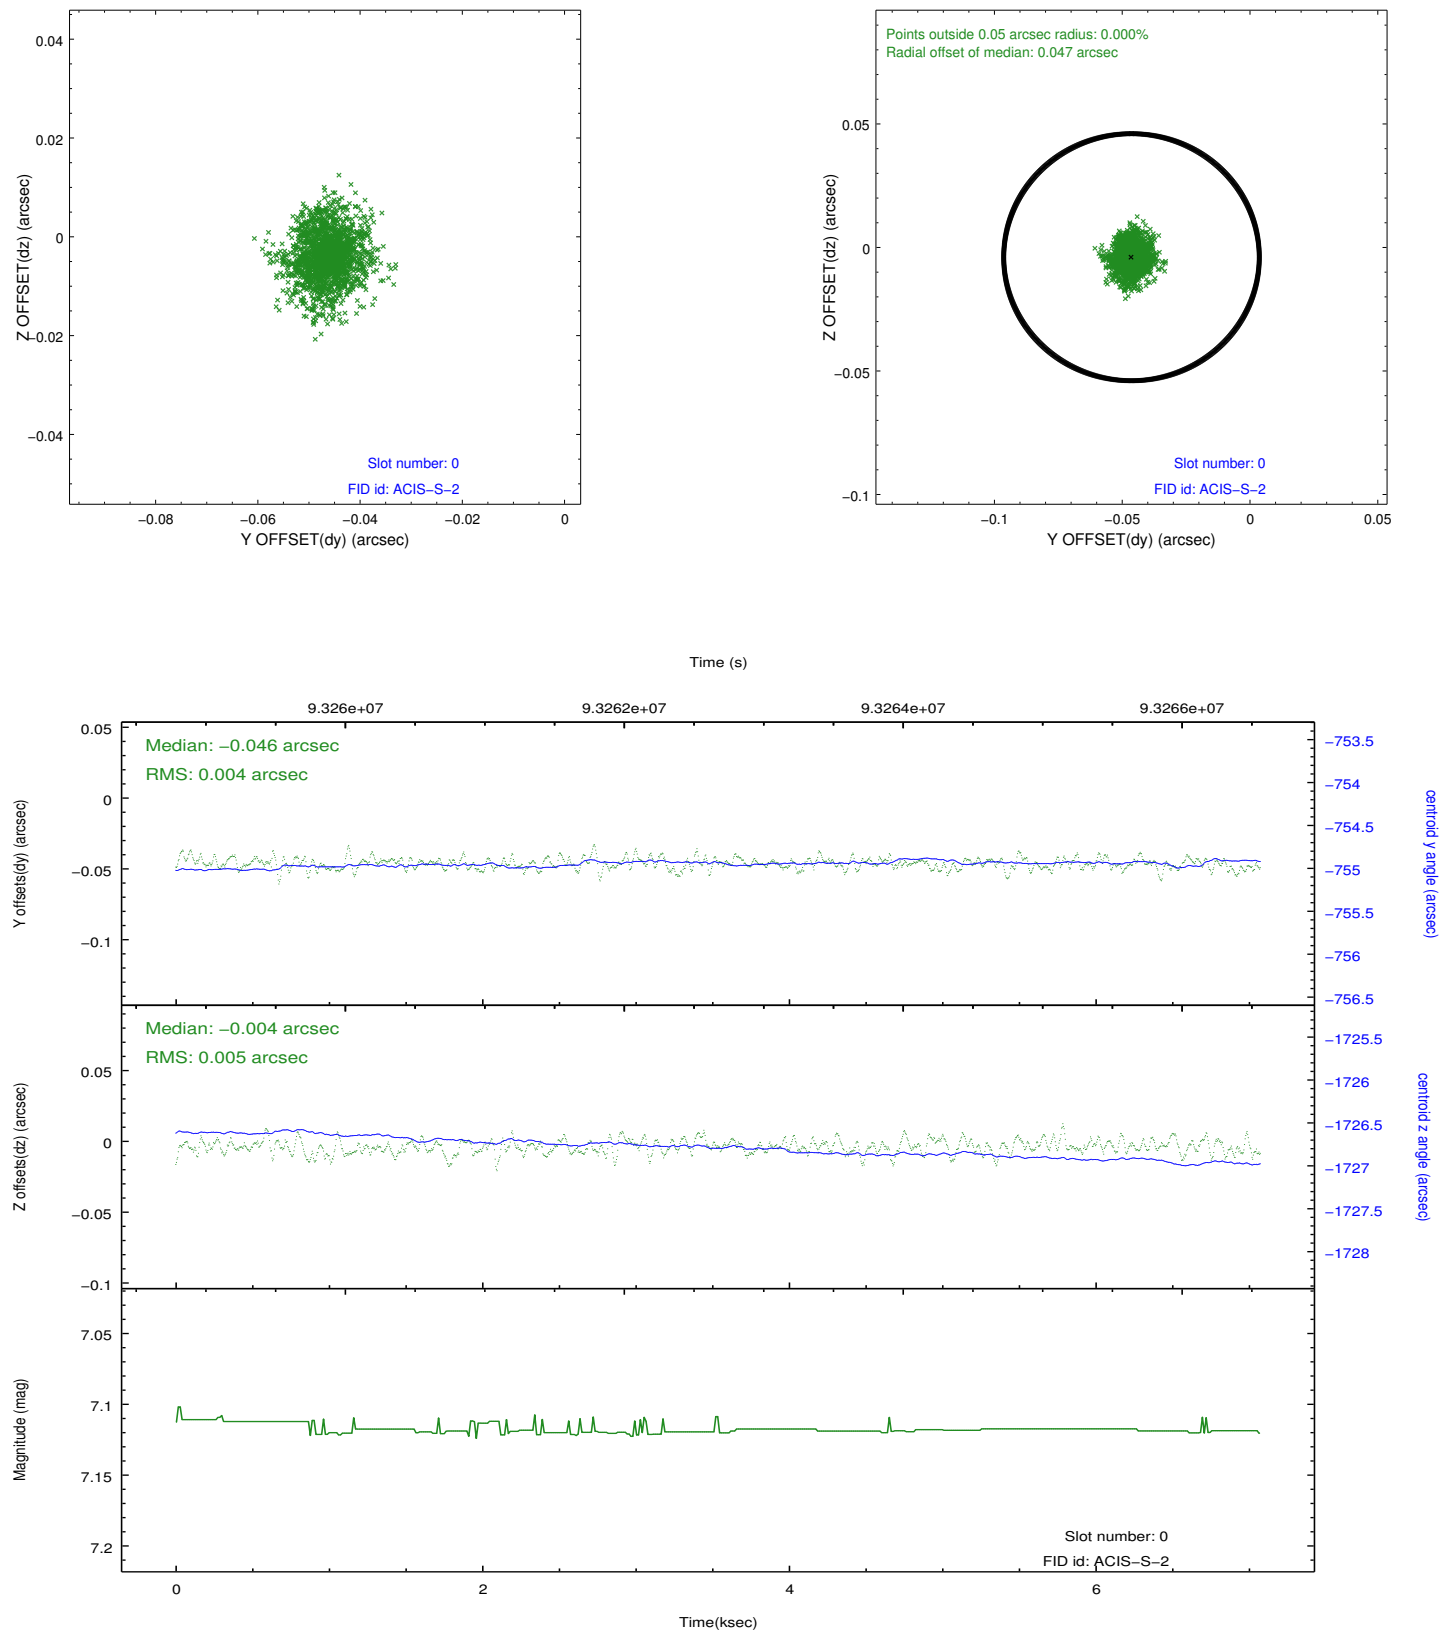 0.04
0.02
0
−0.02
−0.04
Z OFFSET(dz) (arcsec)
Slot number: 0
FID id: ACIS−S−2
−0.08
−0.06
−0.04
−0.02
0
Y OFFSET(dy) (arcsec)
Points outside 0.05 arcsec radius: 0.000%
Radial offset of median: 0.047 arcsec
0.05
0
−0.05
−0.1
Z OFFSET(dz) (arcsec)
Slot number: 0
FID id: ACIS−S−2
−0.1
−0.05
0
0.05
Y OFFSET(dy) (arcsec)
Time (s)
9.326e+07
9.3262e+07
9.3264e+07
9.3266e+07
Median: −0.046 arcsec
RMS: 0.004 arcsec
0.05
0
−0.05
−0.1
Y offsets(dy) (arcsec)
−753.5
−754
−754.5
−755
−755.5
−756
−756.5
centroid y angle (arcsec)
Median: −0.004 arcsec
RMS: 0.005 arcsec
0.05
0
−0.05
−0.1
Z offsets(dz) (arcsec)
−1725.5
−1726
−1726.5
−1727
−1727.5
−1728
centroid z angle (arcsec)
7.05
7.1
7.15
7.2
Magnitude (mag)
Slot number: 0
FID id: ACIS−S−2
0
2
4
6
Time(ksec)